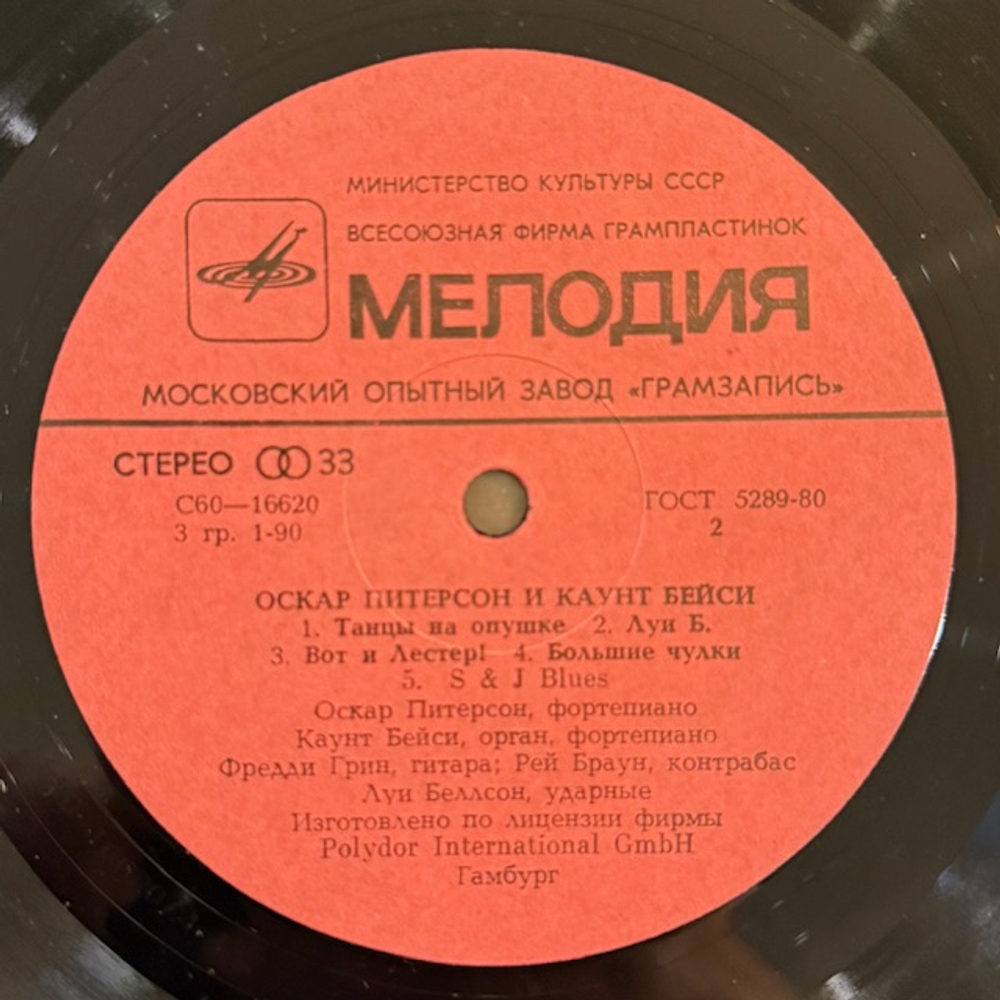 МИНИСТЕРСТВО КУЛЬТУРЫ СССР
ВСЕСОЮЗНАЯ ФИРМА ГРАМПЛАСТИНОК
МЕЛОДИЯ
МОСКОВСКИЙ ОПЫТНЫЙ ЗАВОД «ГРАМЗАПИСЬ»
СТЕРЕО 33
С60—16620
3 гр. 1-90
ГОСТ 5289-80
2
ОСКАР ПИТЕРСОН И КАУНТ БЕЙСИ
1. Танцы на опушке 2. Луи Б.
3. Вот и Лестер! 4. Большие чулки
5. S & J Blues
Оскар Питерсон, фортепиано
Каунт Бейси, орган, фортепиано
Фредди Грин, гитара; Рей Браун, контрабас
Луи Беллсон, ударные
Изготовлено по лицензии фирмы
Polydor International GmbH
Гамбург